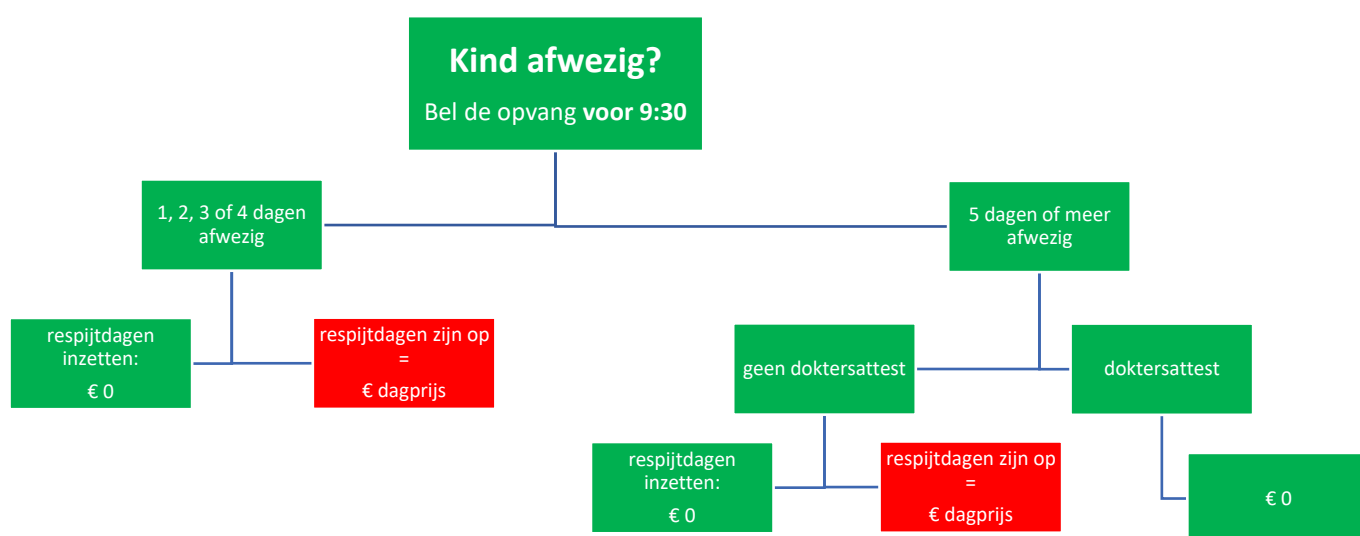 Kind afwezig?
Bel de opvang voor 9:30
1, 2, 3 of 4 dagen
afwezig
5 dagen of meer
afwezig
respijtdagen
inzetten:
€ 0
respijtdagen zijn op
=
€ dagprijs
geen doktersattest
doktersattest
respijtdagen
inzetten:
€ 0
respijtdagen zijn op
=
€ dagprijs
€ 0